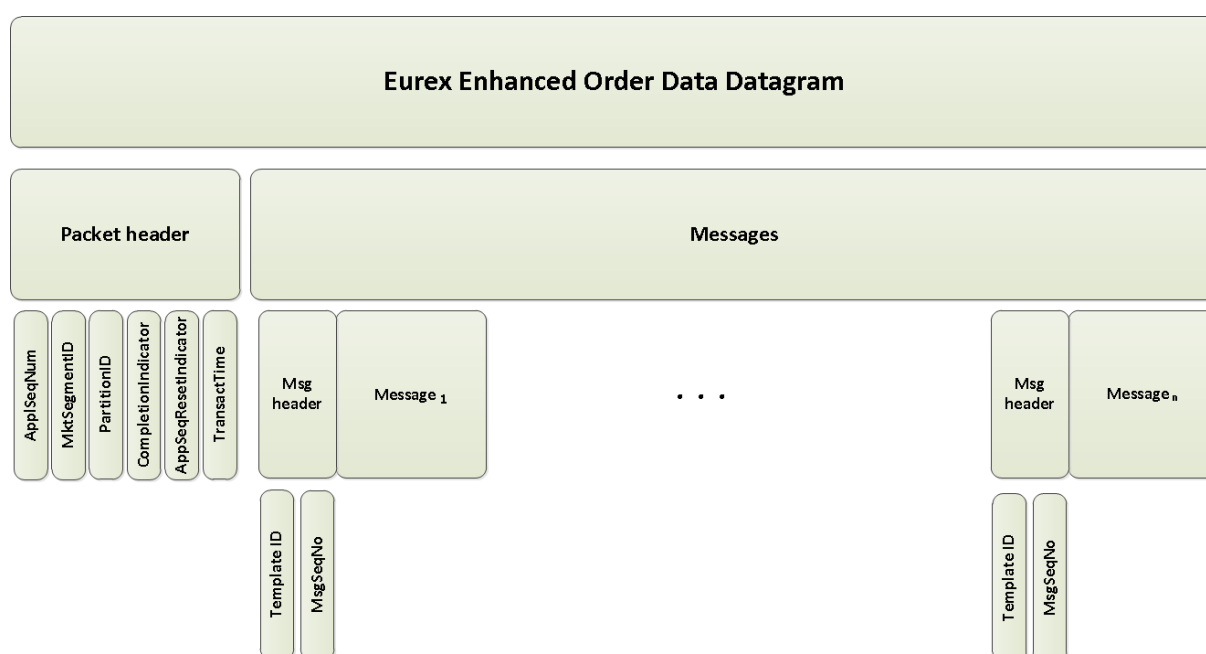 Eurex Enhanced Order Data Datagram
Packet header
Messages
ApplSeqNum
MktSegmentID
PartitionID
CompletionIndicator
AppSeqResetIndicator
TransactTime
Msg
header
Message 1
. . .
Msg
header
Message n
Template ID
MsgSeqNo
Template ID
MsgSeqNo